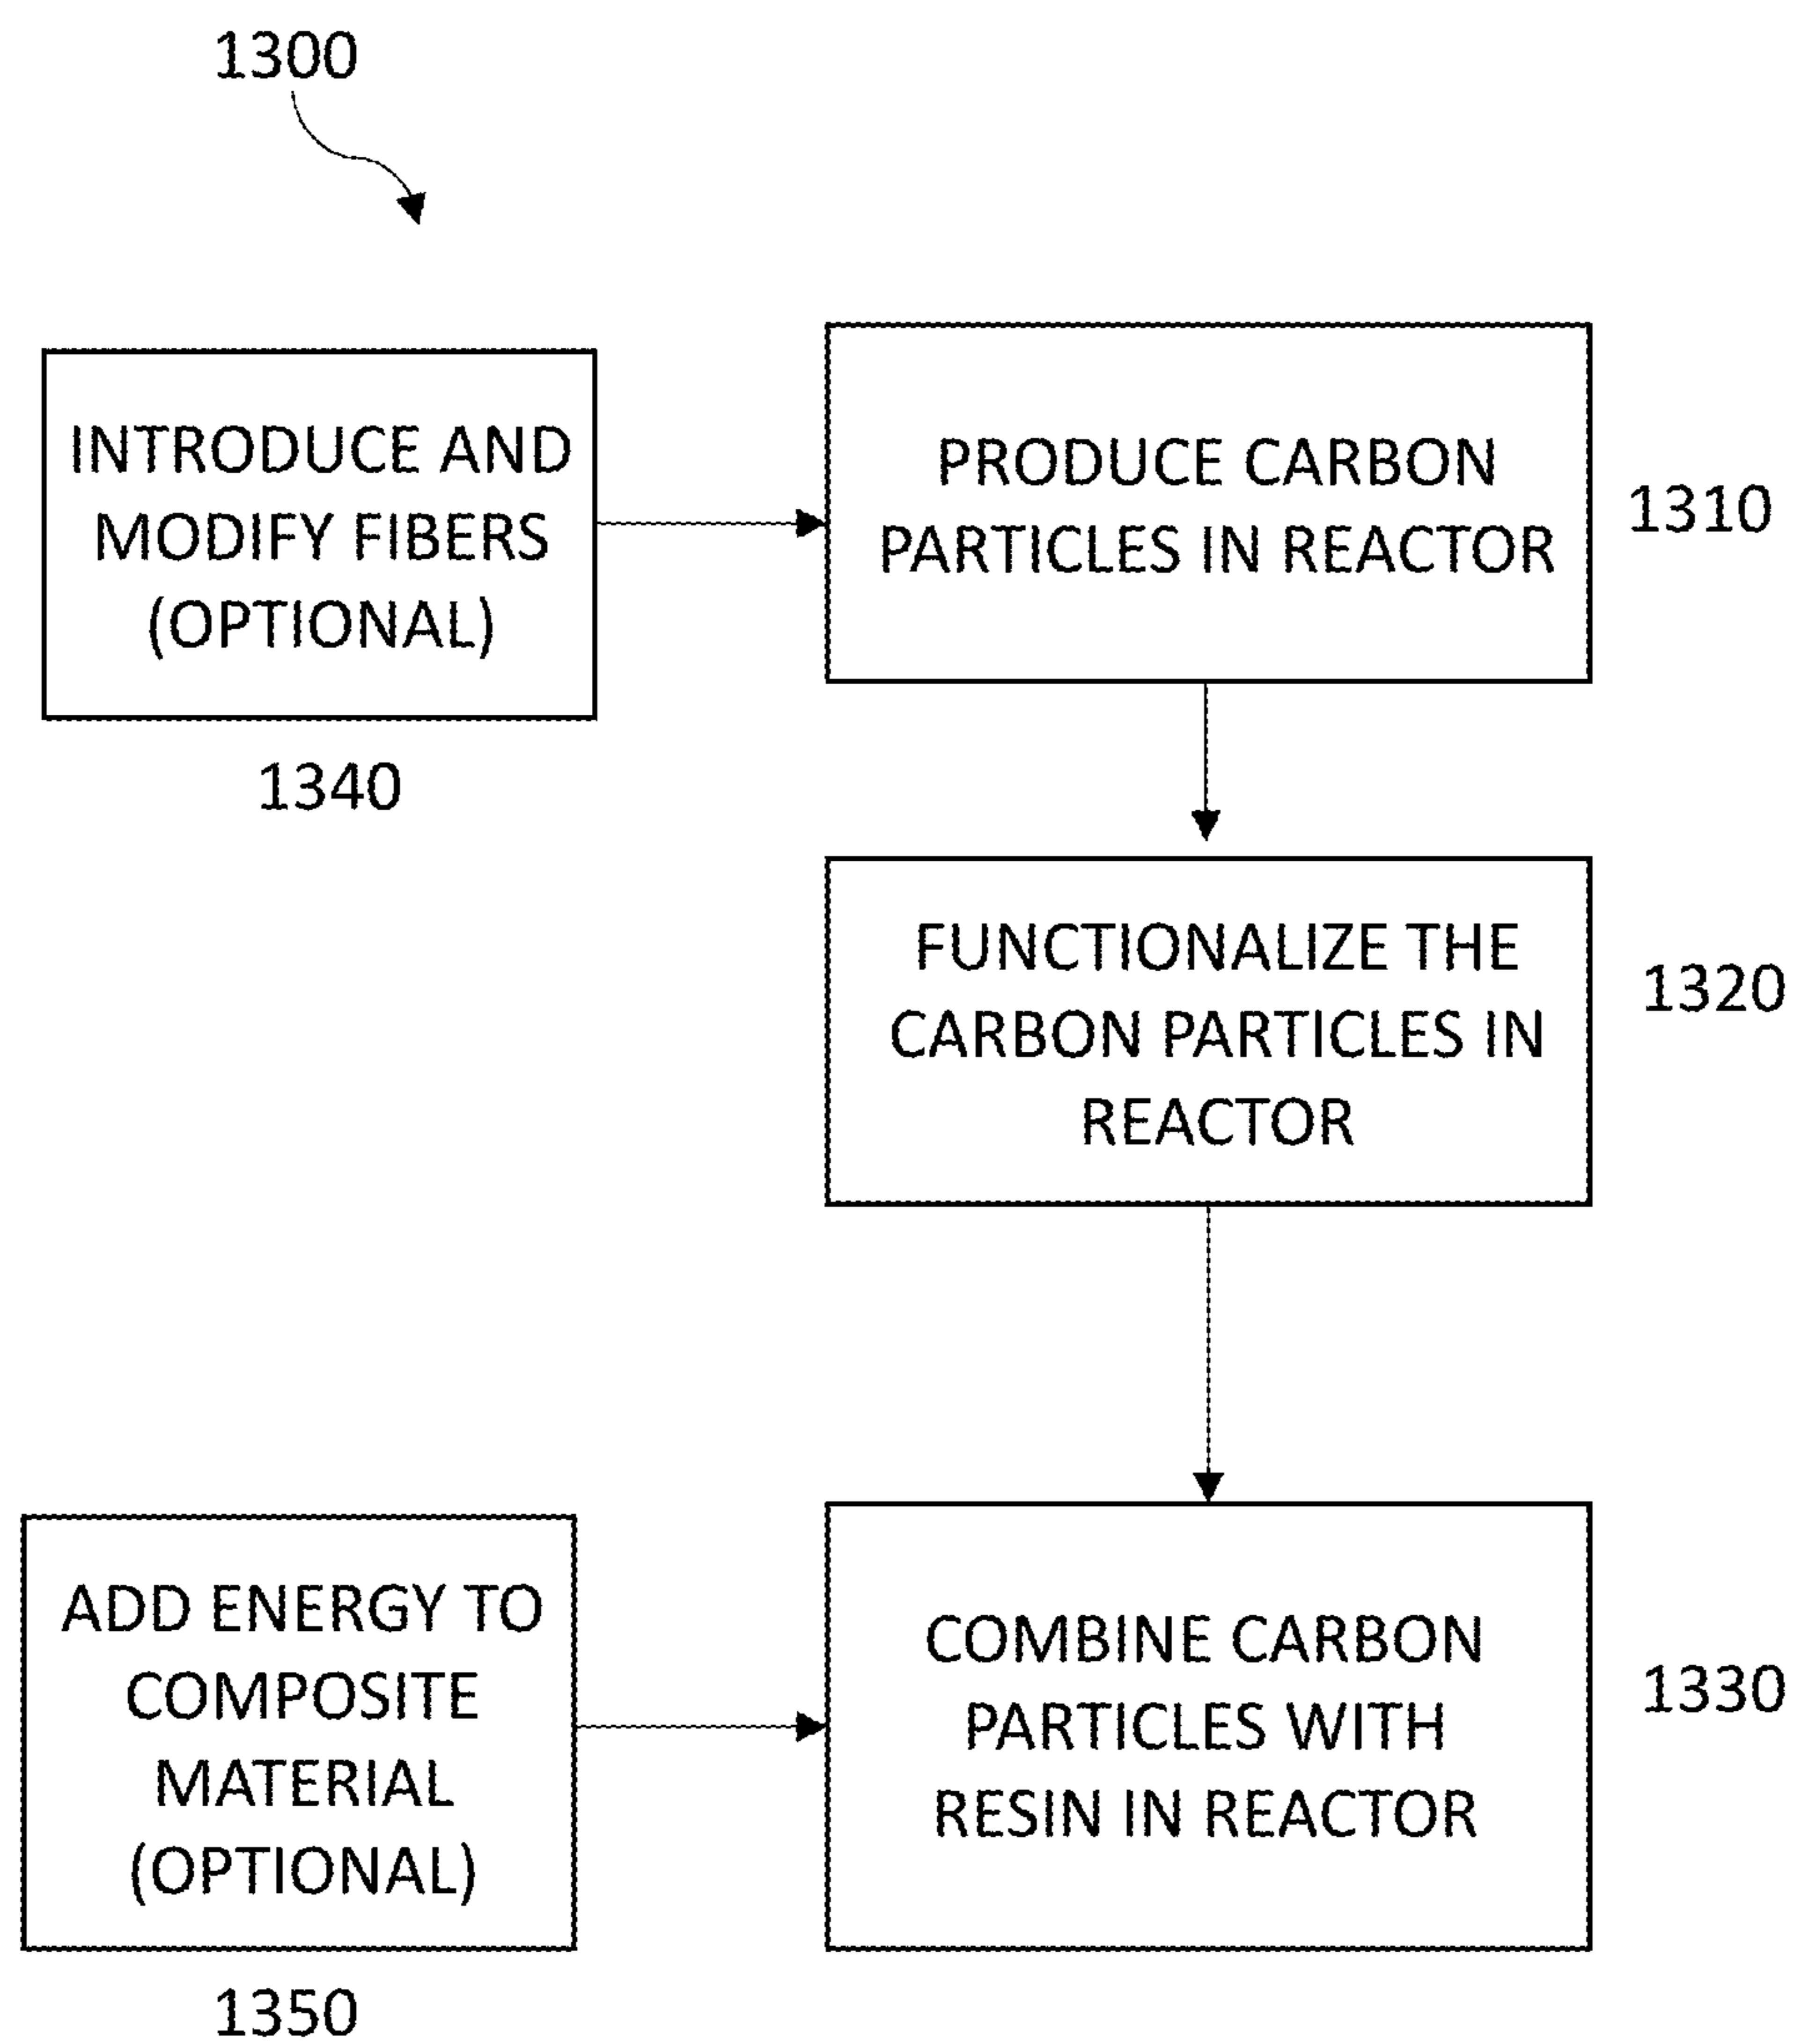 1300
INTRODUCE AND
MODIFY FIBERS
(OPTIONAL)
1340
PRODUCE CARBON
PARTICLES IN REACTOR
1310
FUNCTIONALIZE THE
CARBON PARTICLES IN
REACTOR
1320
ADD ENERGY TO
COMPOSITE
MATERIAL
(OPTIONAL)
1350
COMBINE CARBON
PARTICLES WITH
RESIN IN REACTOR
1330